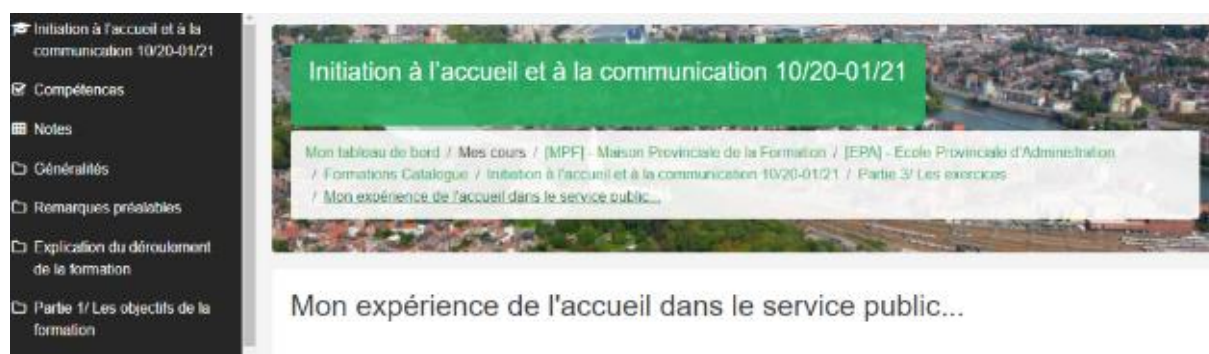 Initiation à l'accueil et à la
communication 10/20-01/21
Compétences
Notes
Généralités
Remarques préalables
Explication du déroulement
de la formation
Partie 1/ Les objectifs de la
formation
Initiation à l'accueil et à la communication 10/20-01/21
Mon tableau de bord / Mes cours / [MPF] - Maison Provinciale de la Formation / [EPA] - Ecole Provinciale d'Administration
/ Formations Catalogue / Initiation à l'accueil et à la communication 10/20-01/21 / Partie 3/ Les exercices
/ Mon expérience de l'accueil dans le service public...
Mon expérience de l'accueil dans le service public...